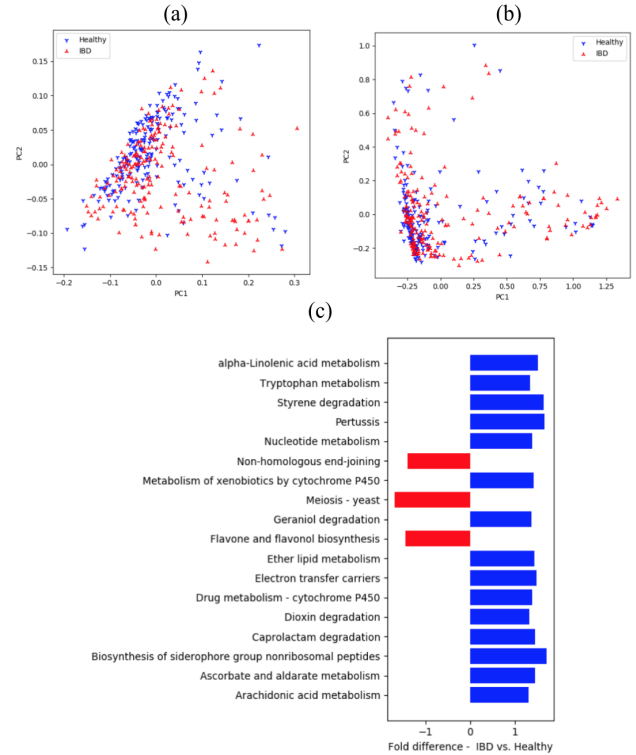 (a)
Healthy
IBD
0.15
0.10
0.05
0.00
−0.05
−0.10
−0.15
PC2
−0.2
−0.1
0.0
0.1
0.2
0.3
PC1
(b)
Healthy
IBD
1.0
0.8
0.6
0.4
0.2
0.0
−0.2
PC2
−0.25
0.00
0.25
0.50
0.75
1.00
1.25
PC1
(c)
alpha-Linolenic acid metabolism
Tryptophan metabolism
Styrene degradation
Pertussis
Nucleotide metabolism
Non-homologous end-joining
Metabolism of xenobiotics by cytochrome P450
Meiosis - yeast
Geraniol degradation
Flavone and flavonol biosynthesis
Ether lipid metabolism
Electron transfer carriers
Drug metabolism - cytochrome P450
Dioxin degradation
Caprolactam degradation
Biosynthesis of siderophore group nonribosomal peptides
Ascorbate and aldarate metabolism
Arachidonic acid metabolism
−1
0
1
Fold difference - IBD vs. Healthy